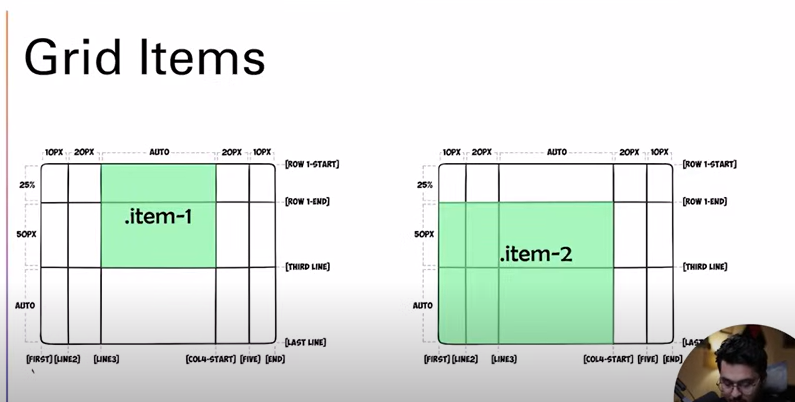 Grid Items
10PX 20PX AUTO 20PX 10PX
[ROW 1-START]
25%
[ROW 1-END]
.item-1
50PX
[THIRD LINE]
AUTO
[LAST LINE]
[FIRST] [LINE2] [LINE3] [COL4-START] [FIVE] [END]
10PX 20PX AUTO 20PX 10PX
[ROW 1-START]
25%
[ROW 1-END]
50PX
.item-2
[THIRD LINE]
AUTO
[LAS
[FIRST] [LINE2] [LINE3] [COL4-START] [FIVE] [END]